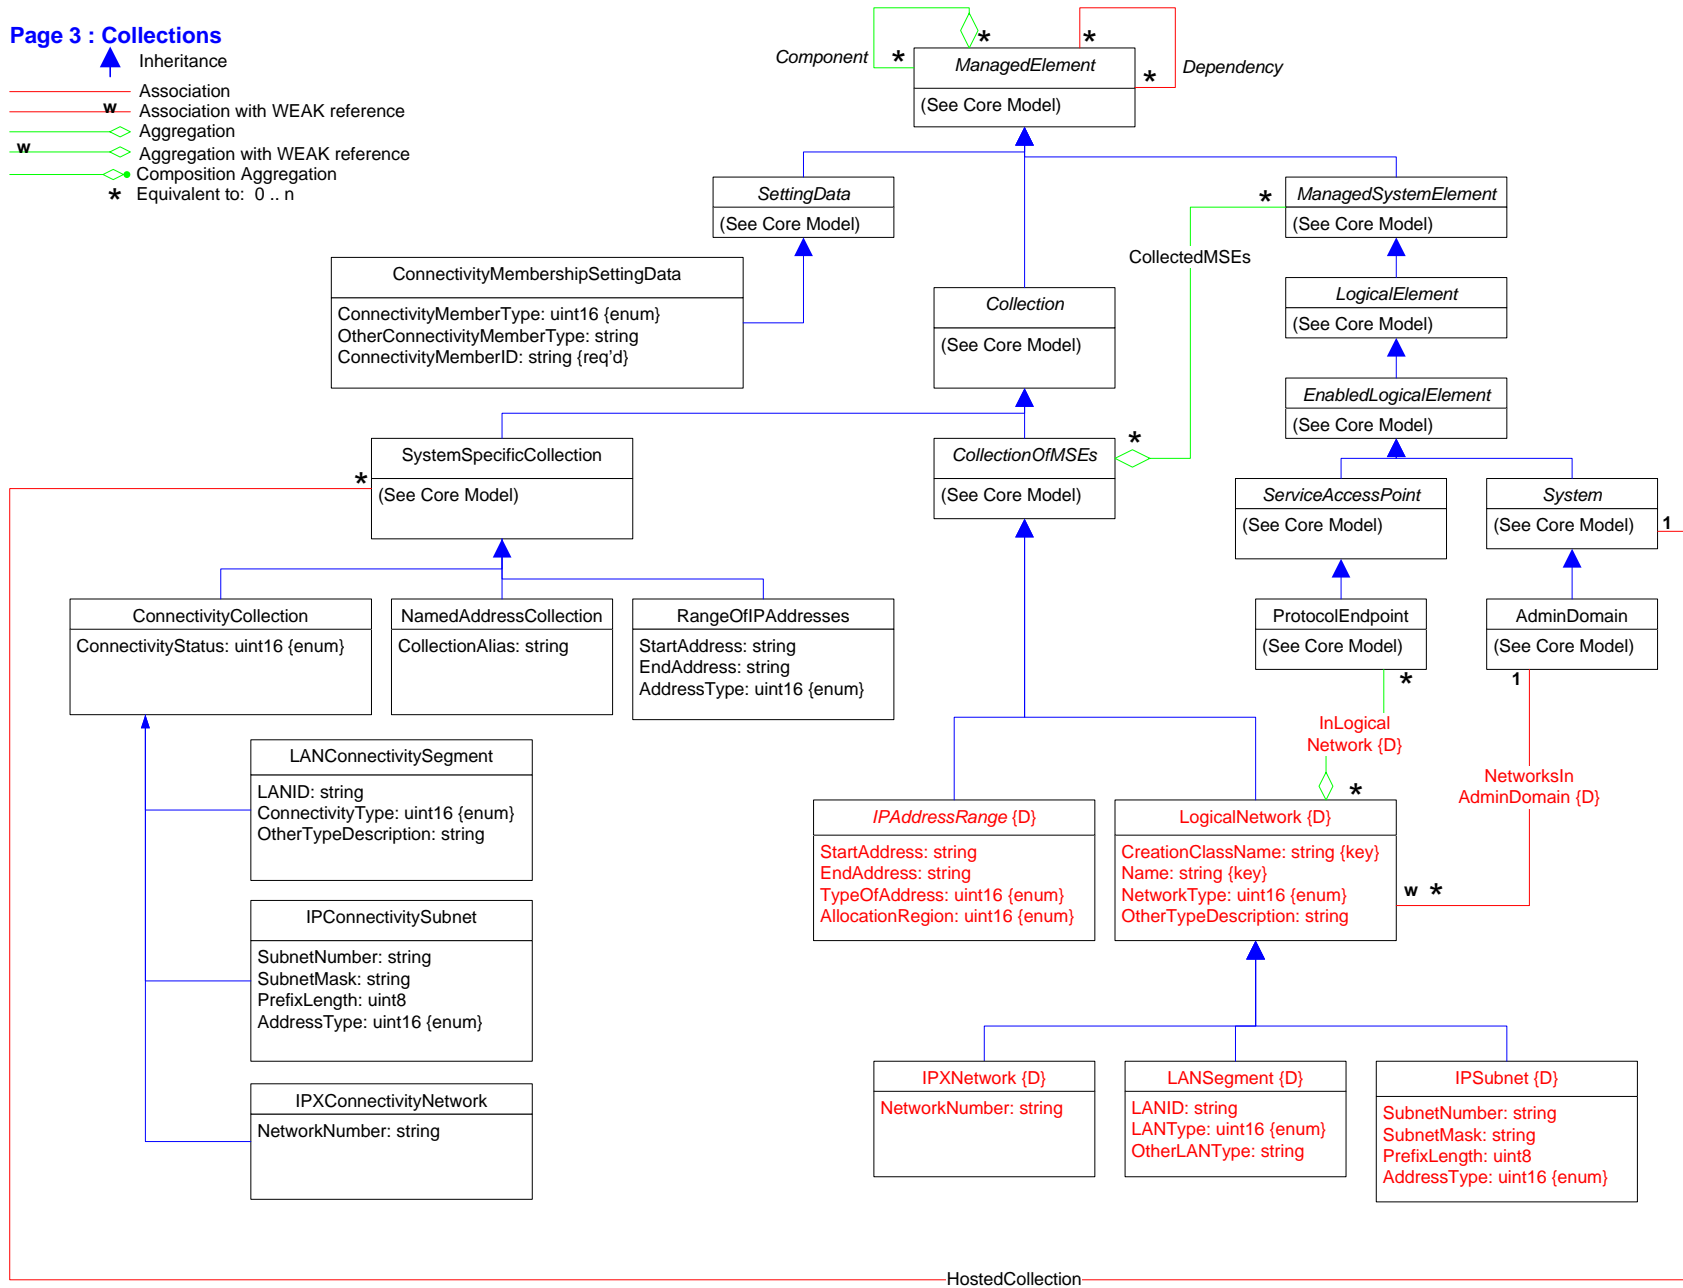 Page 3 : Collections
Inheritance
Association
w
Association with WEAK reference
Aggregation
w
Aggregation with WEAK reference
Composition Aggregation
* Equivalent to: 0 .. n
Component
*
*
ManagedElement
(See Core Model)
*
*
Dependency
SettingData
(See Core Model)
*
ManagedSystemElement
(See Core Model)
CollectedMSEs
ConnectivityMembershipSettingData
ConnectivityMemberType: uint16 {enum}
OtherConnectivityMemberType: string
ConnectivityMemberID: string {req'd}
Collection
(See Core Model)
LogicalElement
(See Core Model)
EnabledLogicalElement
(See Core Model)
*
SystemSpecificCollection
(See Core Model)
CollectionOfMSEs
(See Core Model)
*
ServiceAccessPoint
(See Core Model)
System
(See Core Model)
1
ConnectivityCollection
ConnectivityStatus: uint16 {enum}
NamedAddressCollection
CollectionAlias: string
RangeOfIPAddresses
StartAddress: string
EndAddress: string
AddressType: uint16 {enum}
ProtocolEndpoint
(See Core Model)
*
AdminDomain
(See Core Model)
1
InLogical
Network {D}
*
NetworksIn
AdminDomain {D}
LANConnectivitySegment
LANID: string
ConnectivityType: uint16 {enum}
OtherTypeDescription: string
IPAddressRange {D}
StartAddress: string
EndAddress: string
TypeOfAddress: uint16 {enum}
AllocationRegion: uint16 {enum}
LogicalNetwork {D}
CreationClassName: string {key}
Name: string {key}
NetworkType: uint16 {enum}
OtherTypeDescription: string
w *
IPConnectivitySubnet
SubnetNumber: string
SubnetMask: string
PrefixLength: uint8
AddressType: uint16 {enum}
IPXConnectivityNetwork
NetworkNumber: string
IPXNetwork {D}
NetworkNumber: string
LANSegment {D}
LANID: string
LANType: uint16 {enum}
OtherLANType: string
IPSubnet {D}
SubnetNumber: string
SubnetMask: string
PrefixLength: uint8
AddressType: uint16 {enum}
HostedCollection